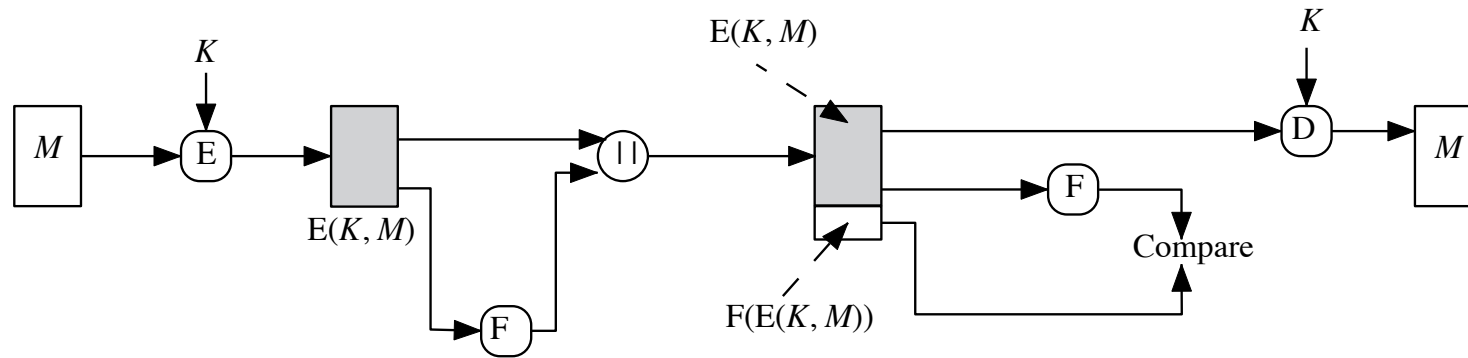 E(K, M)
K
K
M
E
||
D
M
F
E(K, M)
Compare
F
F(E(K, M))